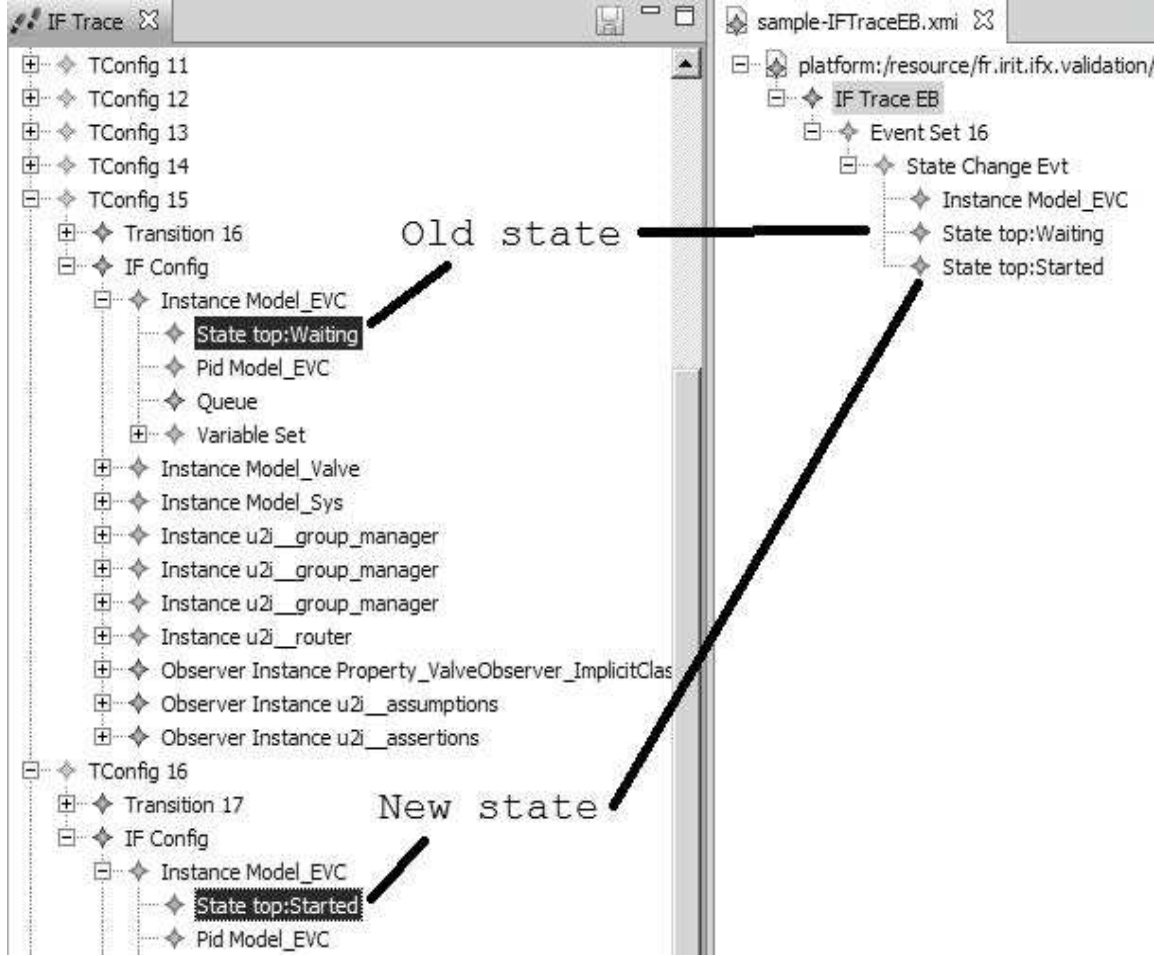 IF Trace
TConfig 11
TConfig 12
TConfig 13
TConfig 14
TConfig 15
Transition 16
IF Config
Instance Model_EVC
State top:Waiting
Pid Model_EVC
Queue
Variable Set
Instance Model_Valve
Instance Model_Sys
Instance u2i__group_manager
Instance u2i__group_manager
Instance u2i__group_manager
Instance u2i__router
Observer Instance Property_ValveObserver_ImplicitClas
Observer Instance u2i__assumptions
Observer Instance u2i__assertions
TConfig 16
Transition 17
IF Config
Instance Model_EVC
State top:Started
Pid Model_EVC
Old state
New state
sample-IFTraceEB.xmi
platform:/resource/fr.irit.ifx.validation/
IF Trace EB
Event Set 16
State Change Evt
Instance Model_EVC
State top:Waiting
State top:Started